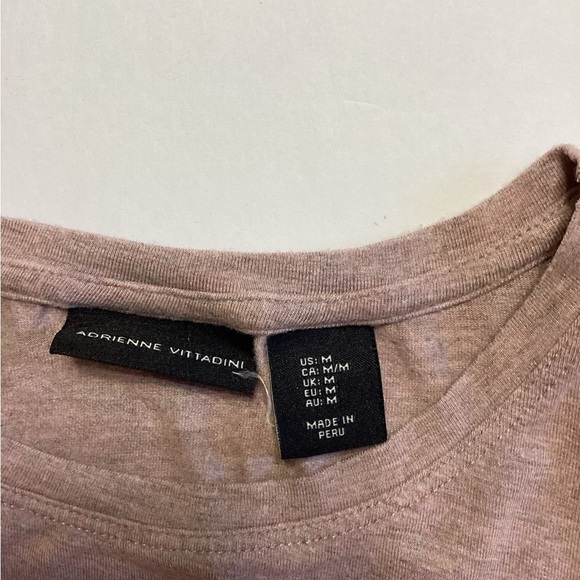 ADRIENNE VITTADINI
US: M
CA: M/M
UK: M
EU: M
AU: M
MADE IN
PERU